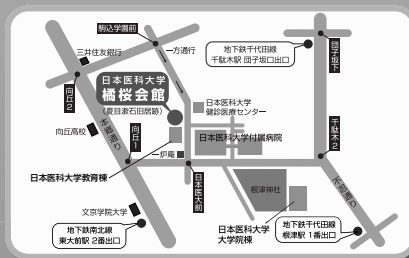 駒込学園前
一方通行
三井住友銀行
地下鉄千代田線
千駄木駅 団子坂口出口
団子坂下
日本医科大学
橘桜会館
(夏目漱石旧居跡)
向丘2
日本医科大学
健診医療センター
向丘高校
本郷通り
向丘1
日本医科大学付属病院
千駄木2
一炉庵
日本医科大学教育棟
日本医大前
根津神社
不忍通り
文京学院大学
地下鉄南北線
東大前駅 2番出口
日本医科大学
大学院棟
地下鉄千代田線
根津駅 1番出口